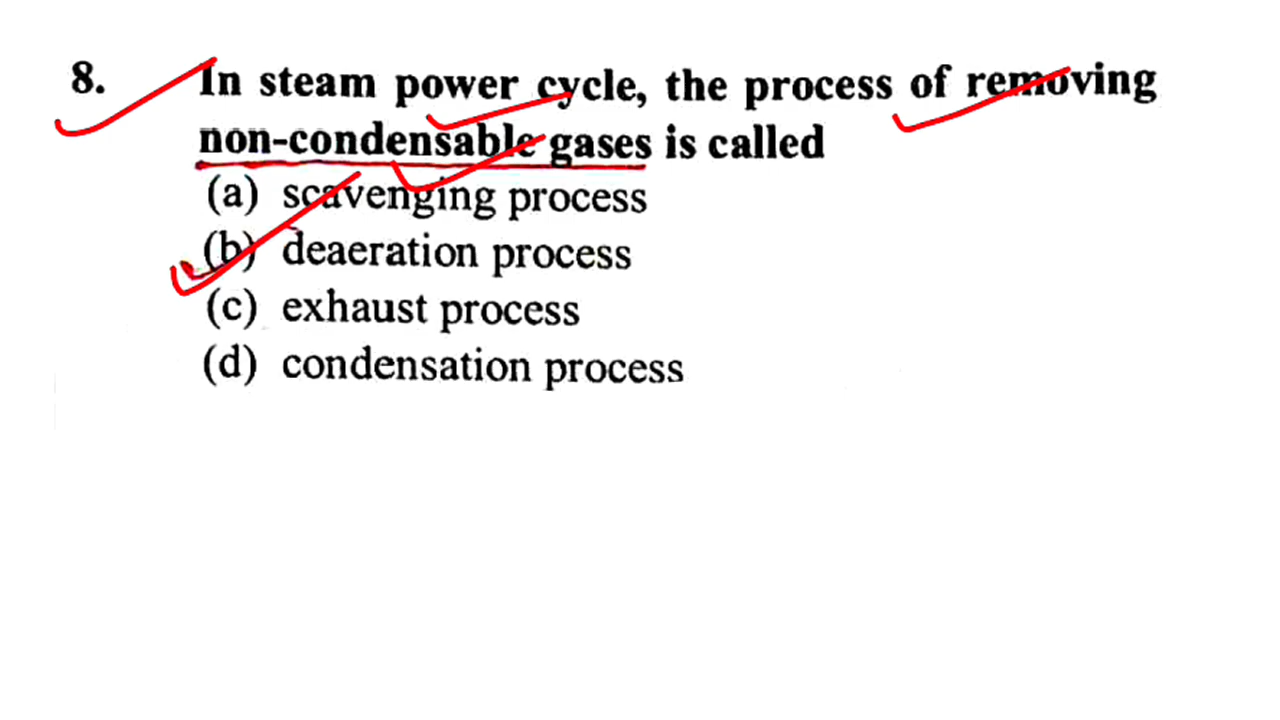 8. In steam power cycle, the process of removing
non-condensable gases is called
(a) scavenging process
(b) deaeration process
(c) exhaust process
(d) condensation process